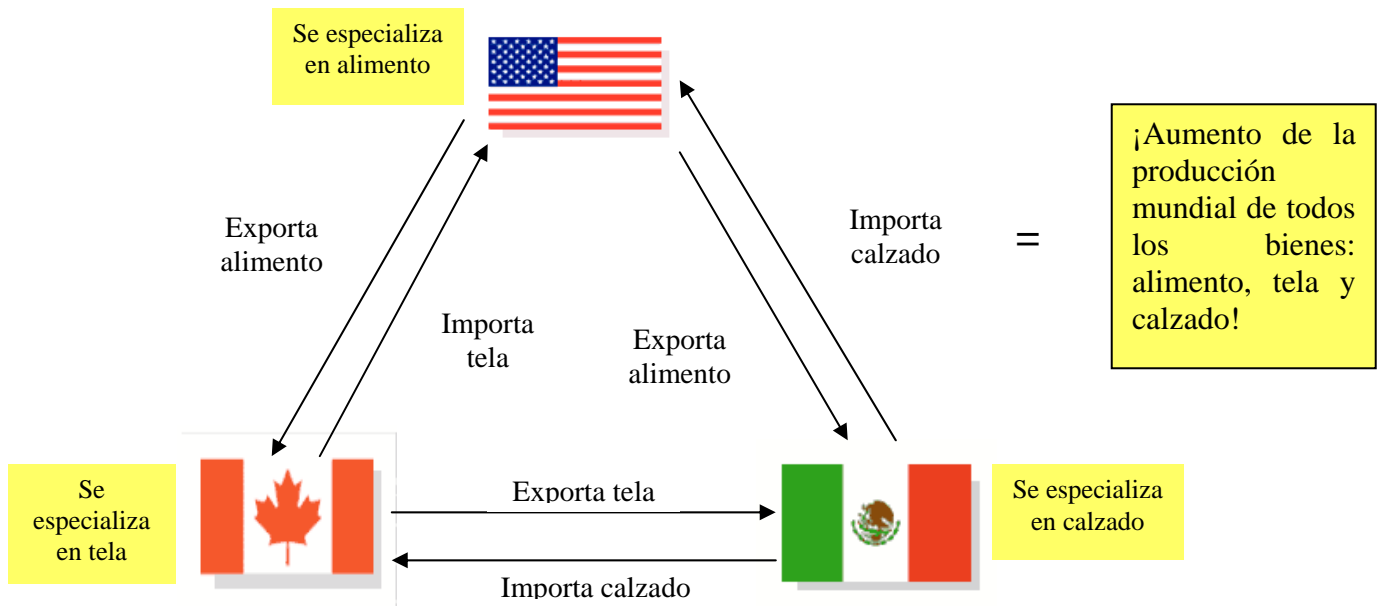 Se especializa
en alimento
¡Aumento de la
producción
mundial de todos
los bienes:
alimento, tela y
calzado!
Exporta
alimento
Importa
calzado
=
Importa
tela
Exporta
alimento
Se
especializa
en tela
Exporta tela
Se especializa
en calzado
Importa calzado